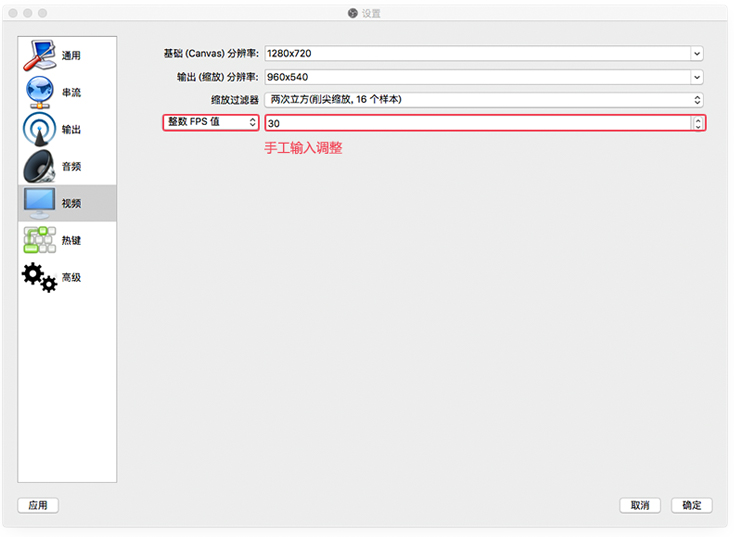 设置
通用
串流
输出
音频
视频
热键
高级
基础 (Canvas) 分辨率: 1280x720
输出 (缩放) 分辨率: 960x540
缩放过滤器 两次立方(削尖缩放, 16 个样本)
整数 FPS 值 30
手工输入调整
应用 取消 确定